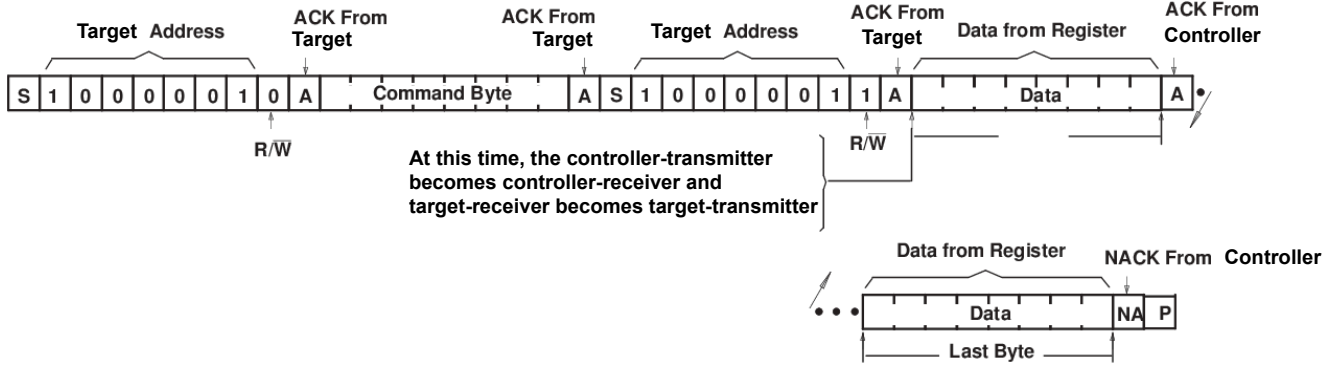 ACK From Target
ACK From Target
ACK From Target
ACK From Controller
Target Address
Target Address
Data from Register
S 1 0 0 0 0 0 1 0 A Command Byte A S 1 0 0 0 0 0 1 1 A Data A
R/W̅
R/W̅
At this time, the controller-transmitter
becomes controller-receiver and
target-receiver becomes target-transmitter
Data from Register
NACK From Controller
Data NA P
Last Byte